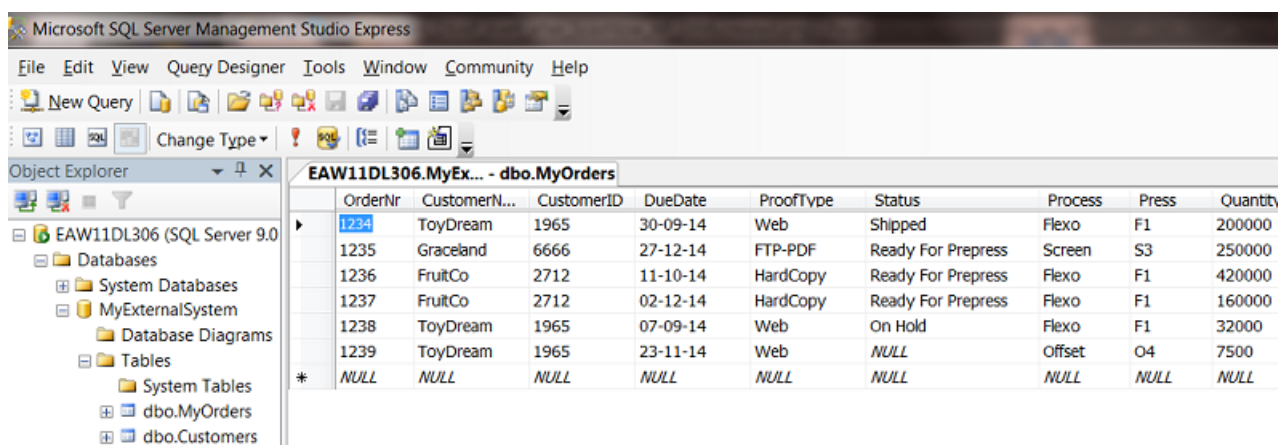 Microsoft SQL Server Management Studio Express
File Edit View Query Designer Tools Window Community Help
New Query
SQL Change Type SQL
Object Explorer
EAW11DL306.MyEx... - dbo.MyOrders
EAW11DL306 (SQL Server 9.0
Databases
System Databases
MyExternalSystem
Database Diagrams
Tables
System Tables
dbo.MyOrders
dbo.Customers
OrderNr CustomerN... CustomerID DueDate ProofType Status Process Press Quantity
1234 ToyDream 1965 30-09-14 Web Shipped Flexo F1 200000
1235 Graceland 6666 27-12-14 FTP-PDF Ready For Prepress Screen S3 250000
1236 FruitCo 2712 11-10-14 HardCopy Ready For Prepress Flexo F1 420000
1237 FruitCo 2712 02-12-14 HardCopy Ready For Prepress Flexo F1 160000
1238 ToyDream 1965 07-09-14 Web On Hold Flexo F1 32000
1239 ToyDream 1965 23-11-14 Web NULL Offset O4 7500
* NULL NULL NULL NULL NULL NULL NULL NULL NULL